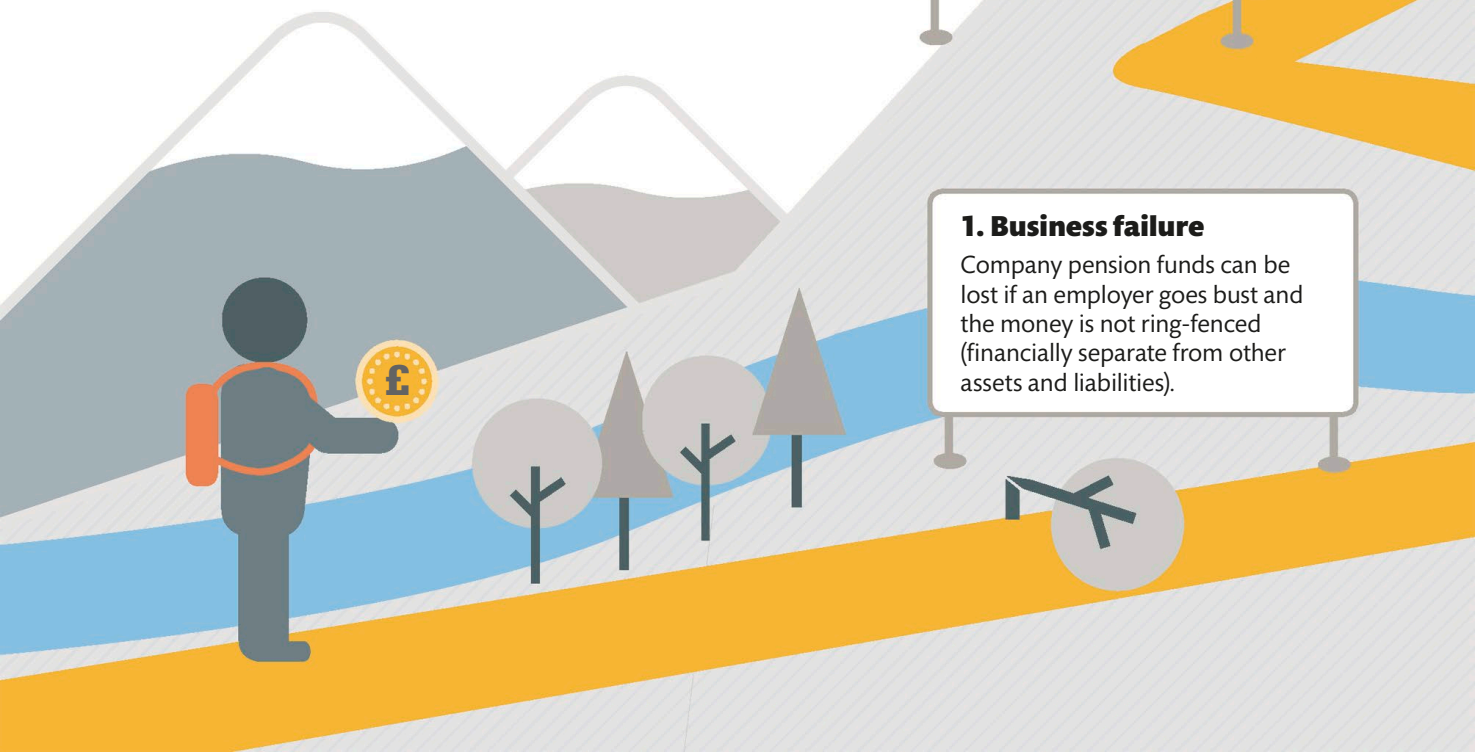 1. Business failure
Company pension funds can be
lost if an employer goes bust and
the money is not ring-fenced
(financially separate from other
assets and liabilities).
£